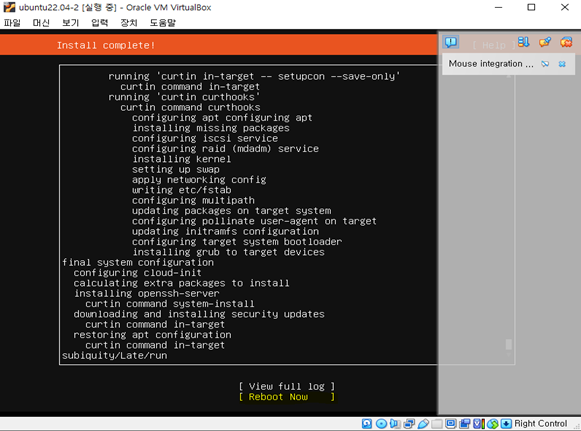 ubuntu22.04-2 [실행 중] - Oracle VM VirtualBox
파일 머신 보기 입력 장치 도움말
Install complete! [ Help ]
Mouse integration ...
running 'curtin in-target -- setupcon --save-only'
curtin command in-target
running 'curtin curthooks'
curtin command curthooks
configuring apt configuring apt
installing missing packages
configuring iscsi service
configuring raid (mdadm) service
installing kernel
setting up swap
apply networking config
writing etc/fstab
configuring multipath
updating packages on target system
configuring pollinate user-agent on target
updating initramfs configuration
configuring target system bootloader
installing grub to target devices
final system configuration
configuring cloud-init
calculating extra packages to install
installing openssh-server
curtin command system-install
downloading and installing security updates
curtin command in-target
restoring apt configuration
curtin command in-target
subiquity/Late/run
[ View full log ]
[ Reboot Now ]
Right Control